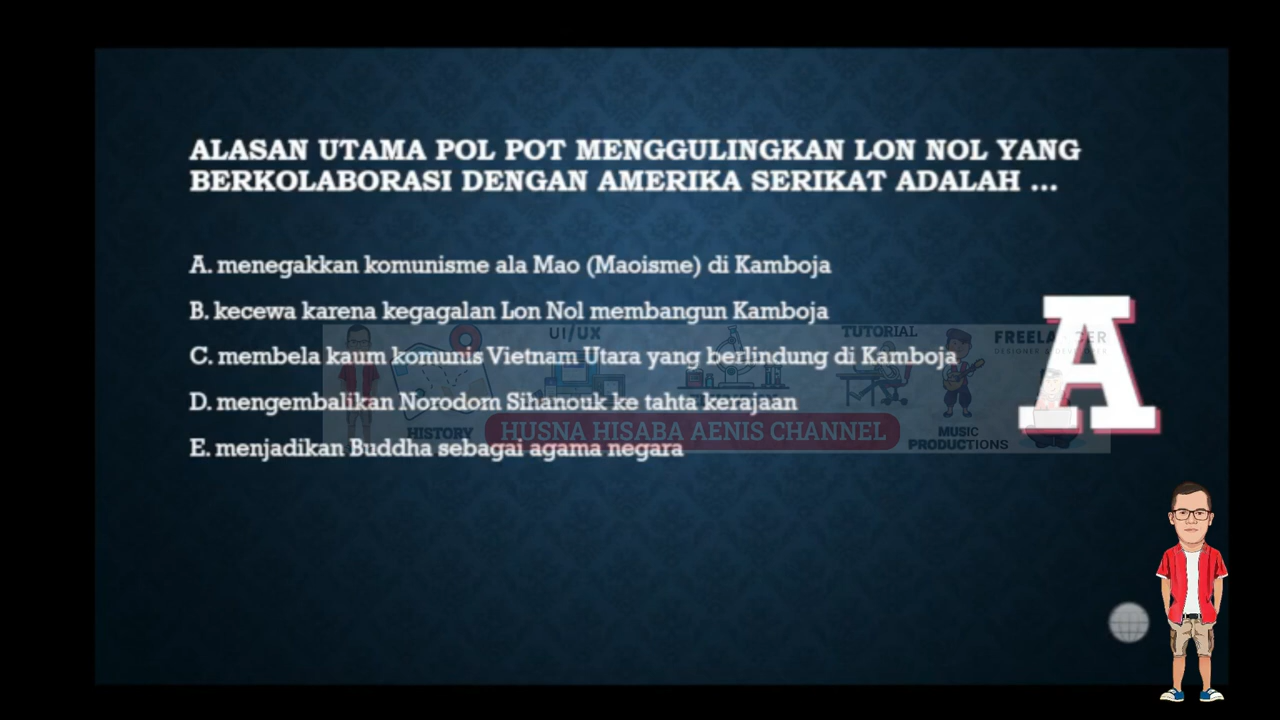 ALASAN UTAMA POL POT MENGGULINGKAN LON NOL YANG
BERKOLABORASI DENGAN AMERIKA SERIKAT ADALAH ...
A. menegakkan komunisme ala Mao (Maoisme) di Kamboja
B. kecewa karena kegagalan Lon Nol membangun Kamboja
C. membela kaum komunis Vietnam Utara yang berlindung di Kamboja
D. mengembalikan Norodom Sihanouk ke tahta kerajaan
E. menjadikan Buddha sebagai agama negara
A
UI/UX
TUTORIAL
HISTORY
HUSNA HISABA AENIS CHANNEL
MUSIC
PRODUCTIONS